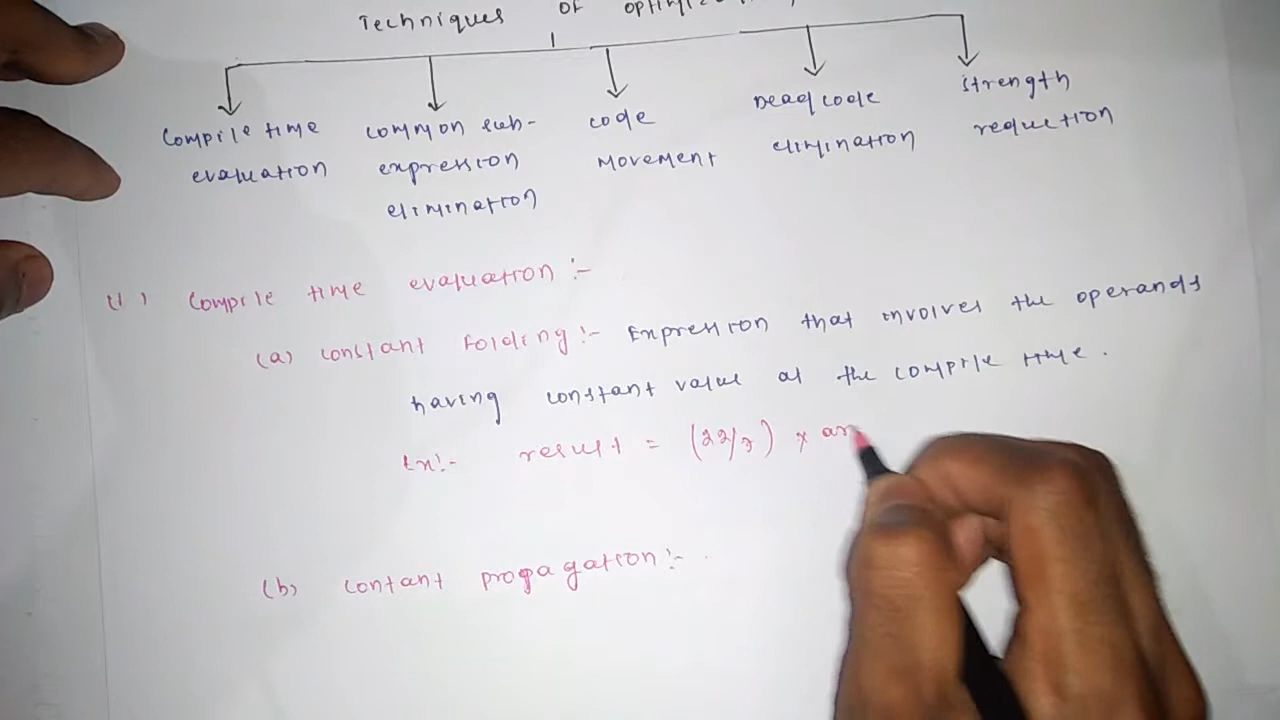 Techniques of
Compile time evaluation
common sub-expression elimination
code movement
Dead code elimination
strength reduction
(1) Compile time evaluation :-
(a) constant Folding :- Expression that involves the operands
having constant value at the compile time.
Ex:- result = (22/7) *
(b) contant propagation :-